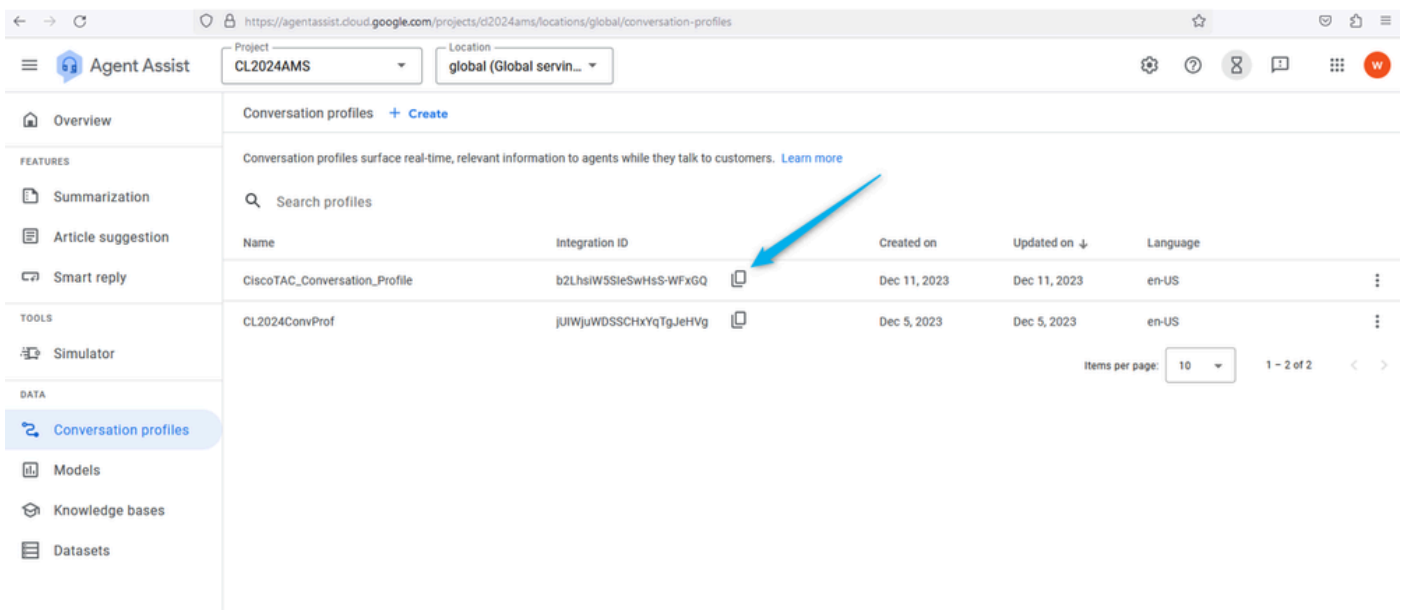 https://agentassist.cloud.google.com/projects/cl2024ams/locations/global/conversation-profiles
Agent Assist
Project
CL2024AMS
Location
global (Global servin...
W
Overview
FEATURES
Summarization
Article suggestion
Smart reply
TOOLS
Simulator
DATA
Conversation profiles
Models
Knowledge bases
Datasets
Conversation profiles + Create
Conversation profiles surface real-time, relevant information to agents while they talk to customers. Learn more
Search profiles
Name Integration ID Created on Updated on ↓ Language
CiscoTAC_Conversation_Profile b2LhsiW5SIeSwHsS-WFxGQ Dec 11, 2023 Dec 11, 2023 en-US
CL2024ConvProf jUIWjuWDSSCHxYqTgJeHVg Dec 5, 2023 Dec 5, 2023 en-US
Items per page: 10 1 – 2 of 2